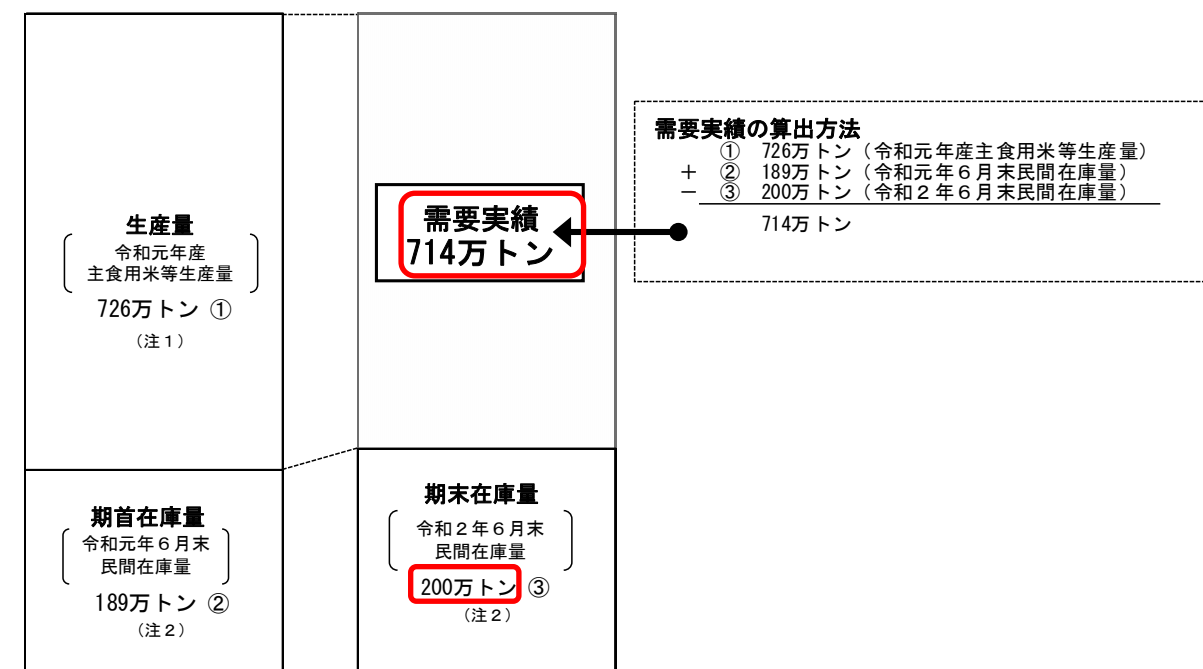 生産量
令和元年産
主食用米等生産量
726万トン ①
(注1)
期首在庫量
令和元年6月末
民間在庫量
189万トン ②
(注2)
需要実績
714万トン
期末在庫量
令和2年6月末
民間在庫量
200万トン ③
(注2)
需要実績の算出方法
① 726万トン(令和元年産主食用米等生産量)
+ ② 189万トン(令和元年6月末民間在庫量)
- ③ 200万トン(令和2年6月末民間在庫量)
714万トン